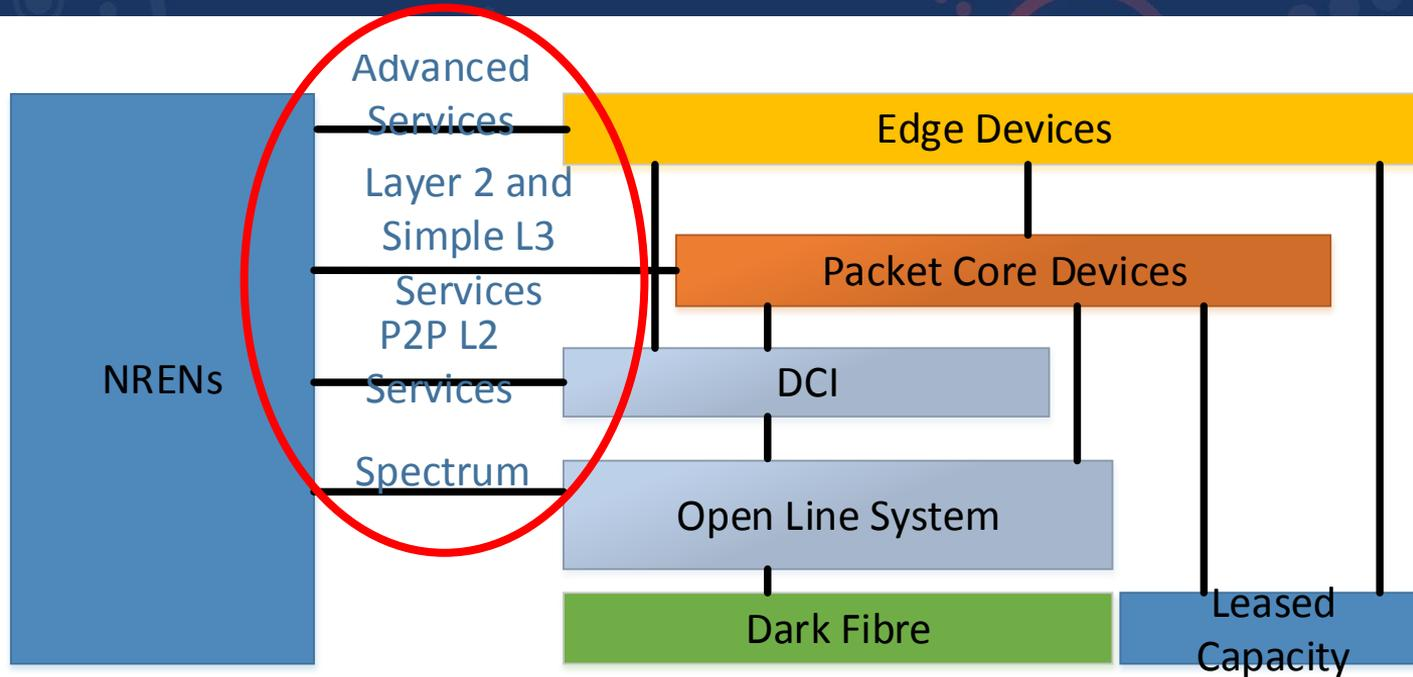 Advanced
Services
Edge Devices
Layer 2 and
Simple L3
Services
Packet Core Devices
P2P L2
Services
NRENs
DCI
Spectrum
Open Line System
Dark Fibre
Leased
Capacity